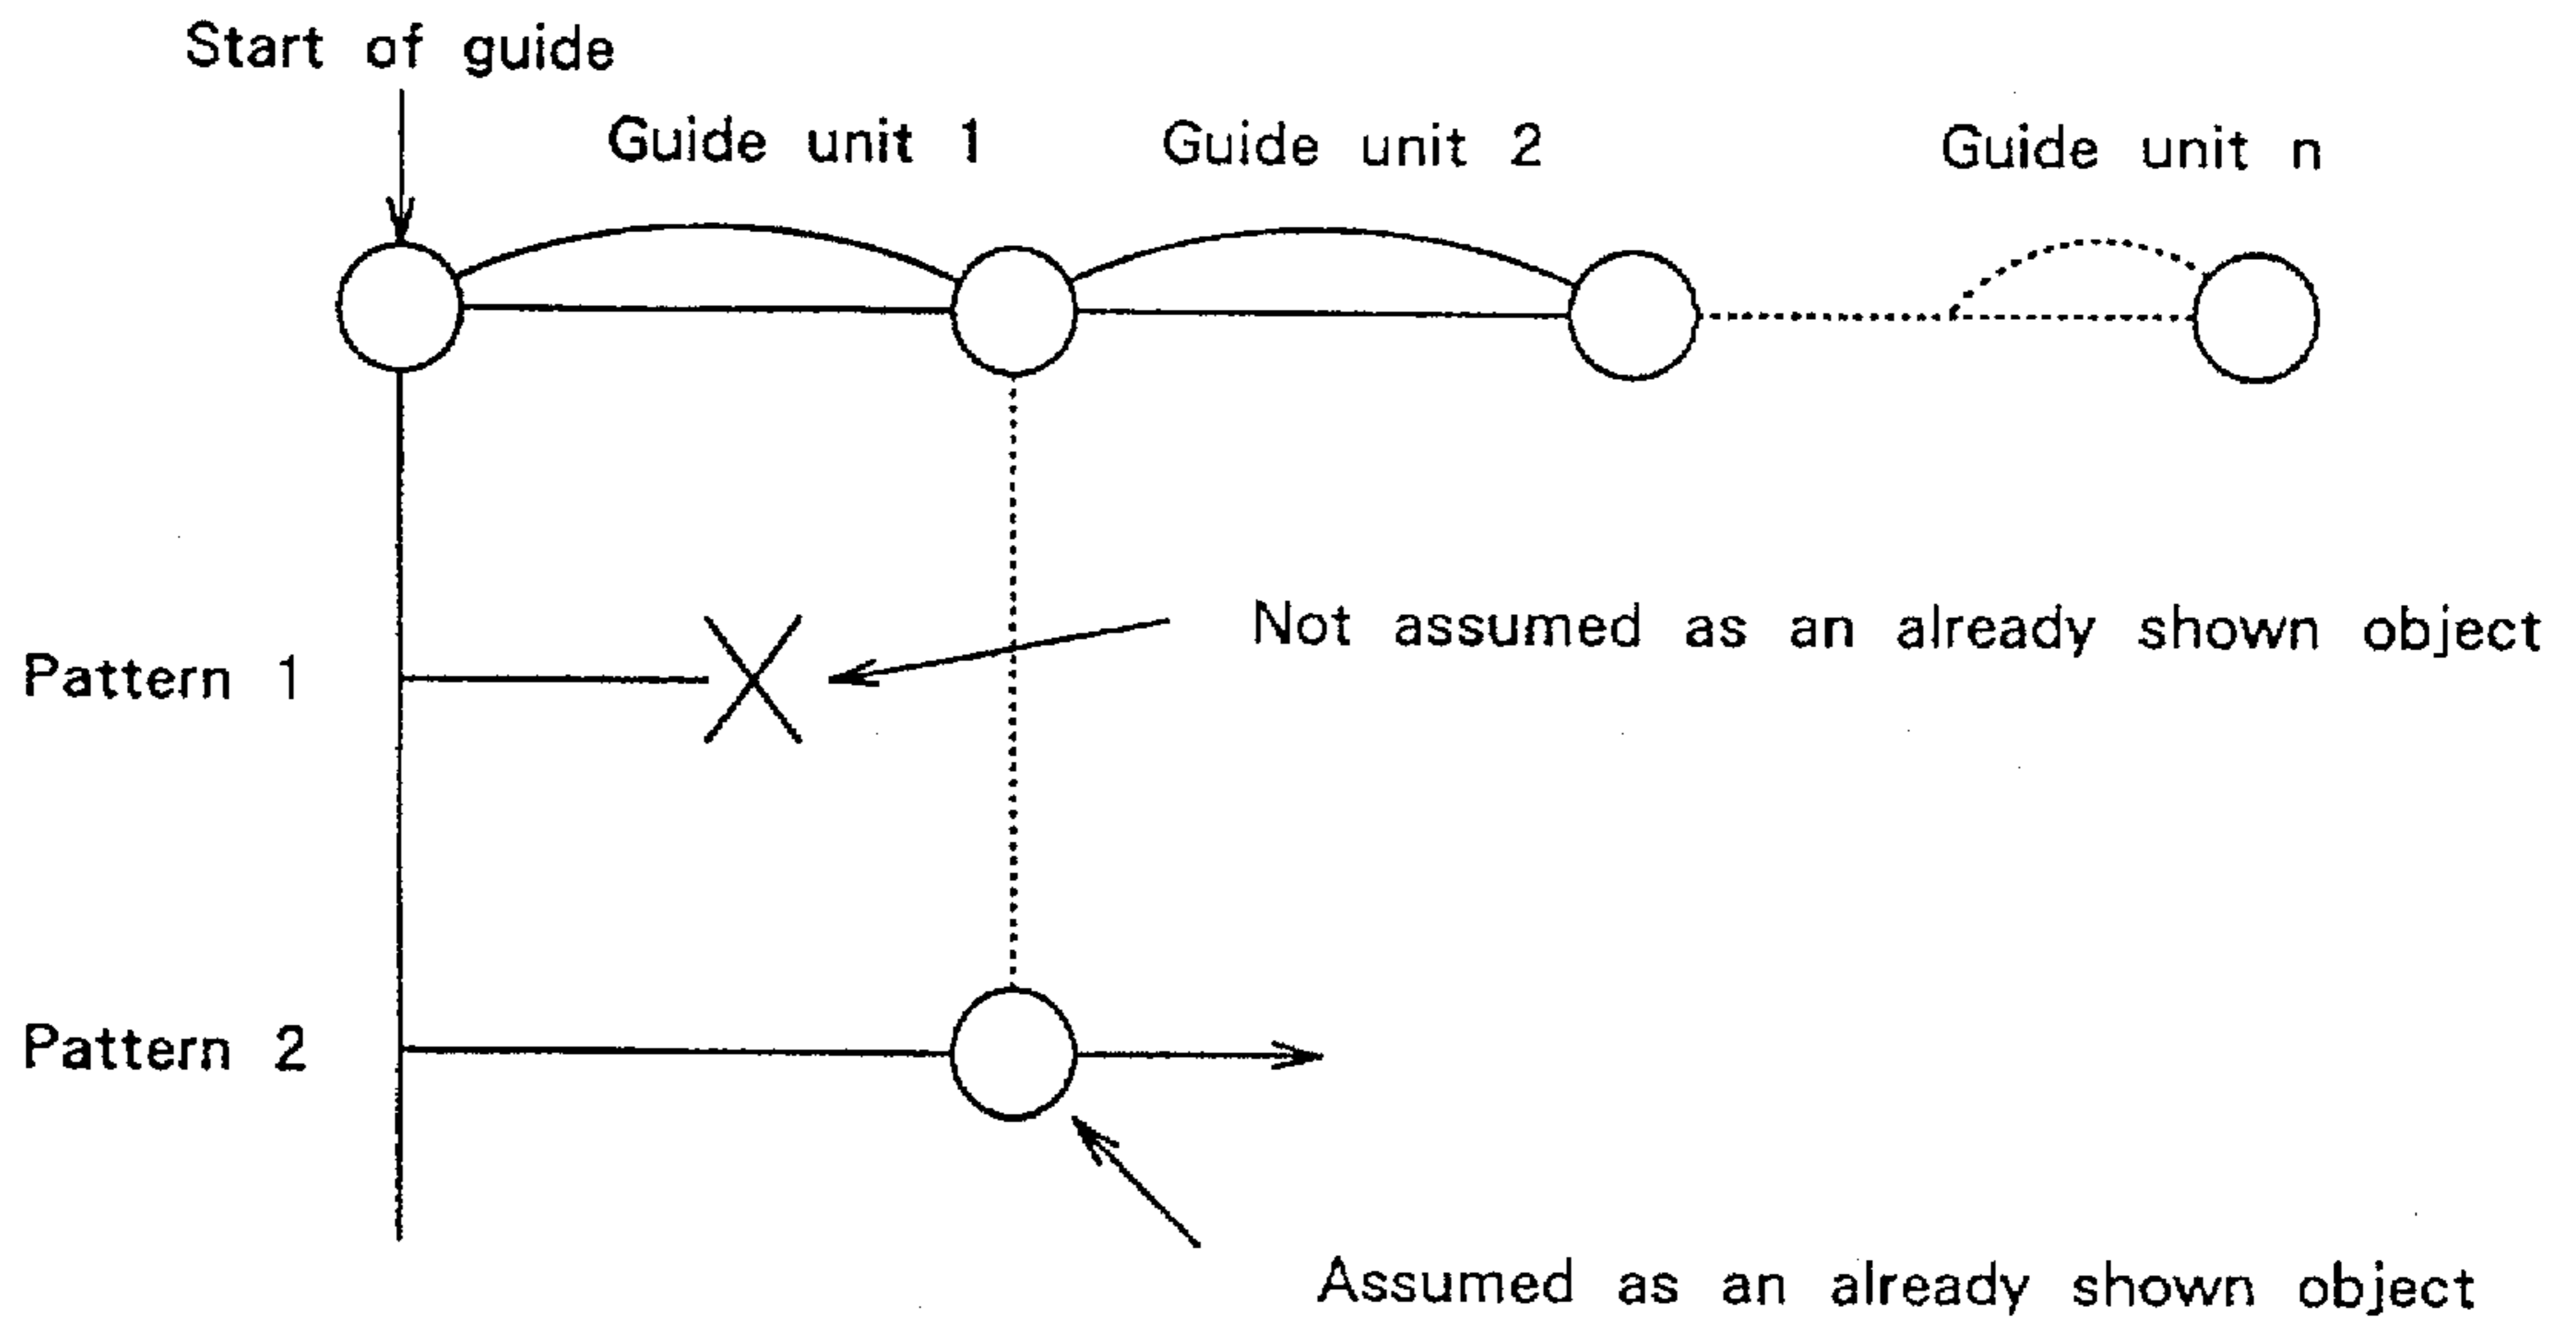 Start of guide
Guide unit 1
Guide unit 2
Guide unit n
Not assumed as an already shown object
Pattern 1
Pattern 2
Assumed as an already shown object